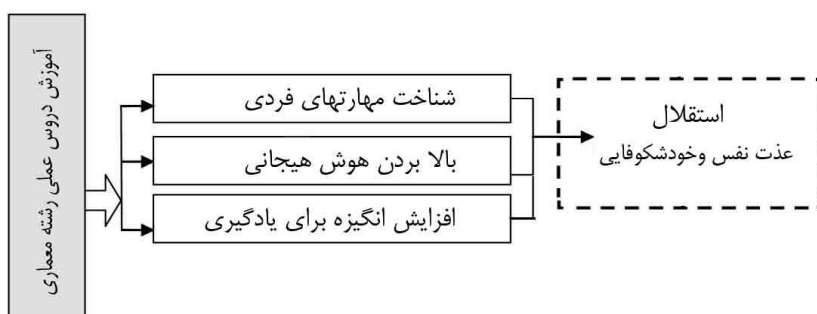 آموزش دروس عملی رشته معماری
شناخت مهارتهای فردی
بالا بردن هوش هیجانی
افزایش انگیزه برای یادگیری
استقلال
عذت نفس وخودشکوفایی